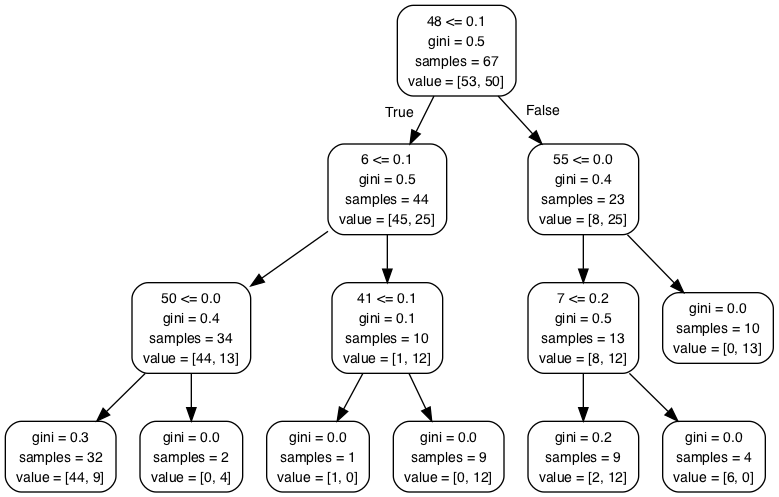 48 <= 0.1
gini = 0.5
samples = 67
value = [53, 50]
True
False
6 <= 0.1
gini = 0.5
samples = 44
value = [45, 25]
55 <= 0.0
gini = 0.4
samples = 23
value = [8, 25]
50 <= 0.0
gini = 0.4
samples = 34
value = [44, 13]
41 <= 0.1
gini = 0.1
samples = 10
value = [1, 12]
7 <= 0.2
gini = 0.5
samples = 13
value = [8, 12]
gini = 0.0
samples = 10
value = [0, 13]
gini = 0.3
samples = 32
value = [44, 9]
gini = 0.0
samples = 2
value = [0, 4]
gini = 0.0
samples = 1
value = [1, 0]
gini = 0.0
samples = 9
value = [0, 12]
gini = 0.2
samples = 9
value = [2, 12]
gini = 0.0
samples = 4
value = [6, 0]